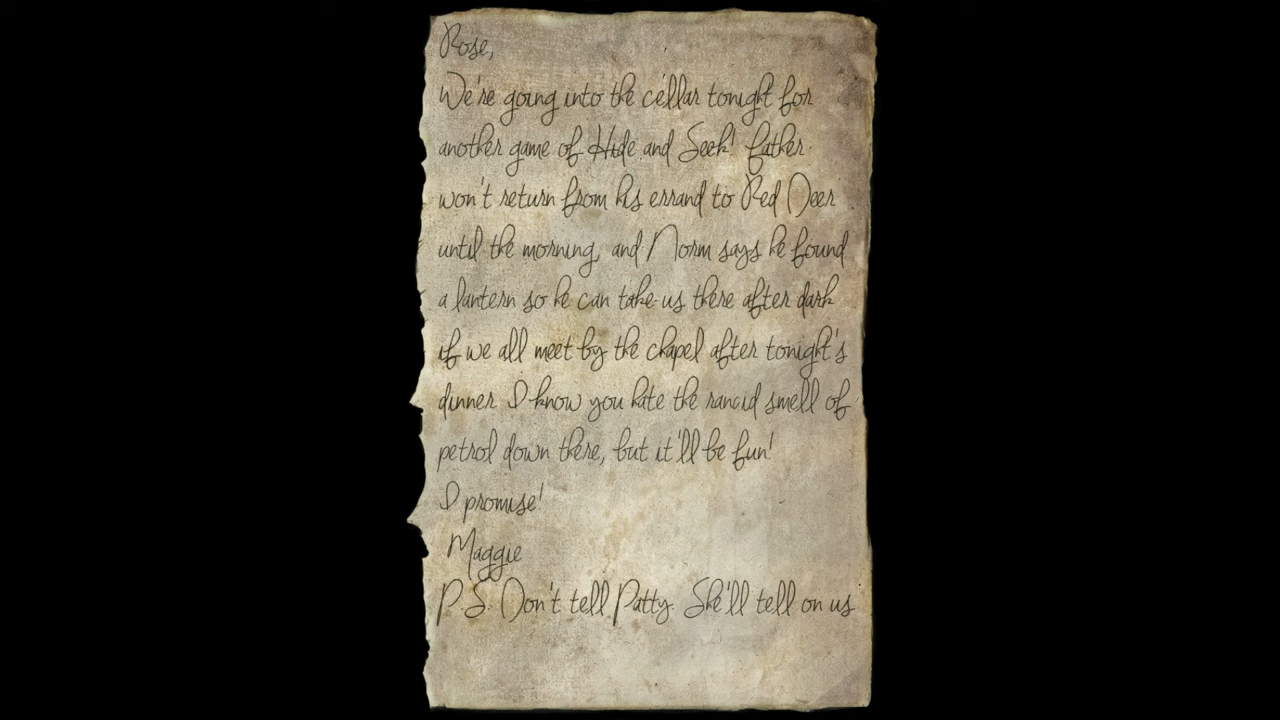 Rose,
We're going into the cellar tonight for
another game of Hide and Seek! Father
won't return from his errand to Red Deer
until the morning, and Norm says he found
a lantern so he can take us there after dark
if we all meet by the chapel after tonight's
dinner. I know you hate the rancid smell of
petrol down there, but it'll be fun!
I promise!
Maggie
P.S. Don't tell Patty. She'll tell on us